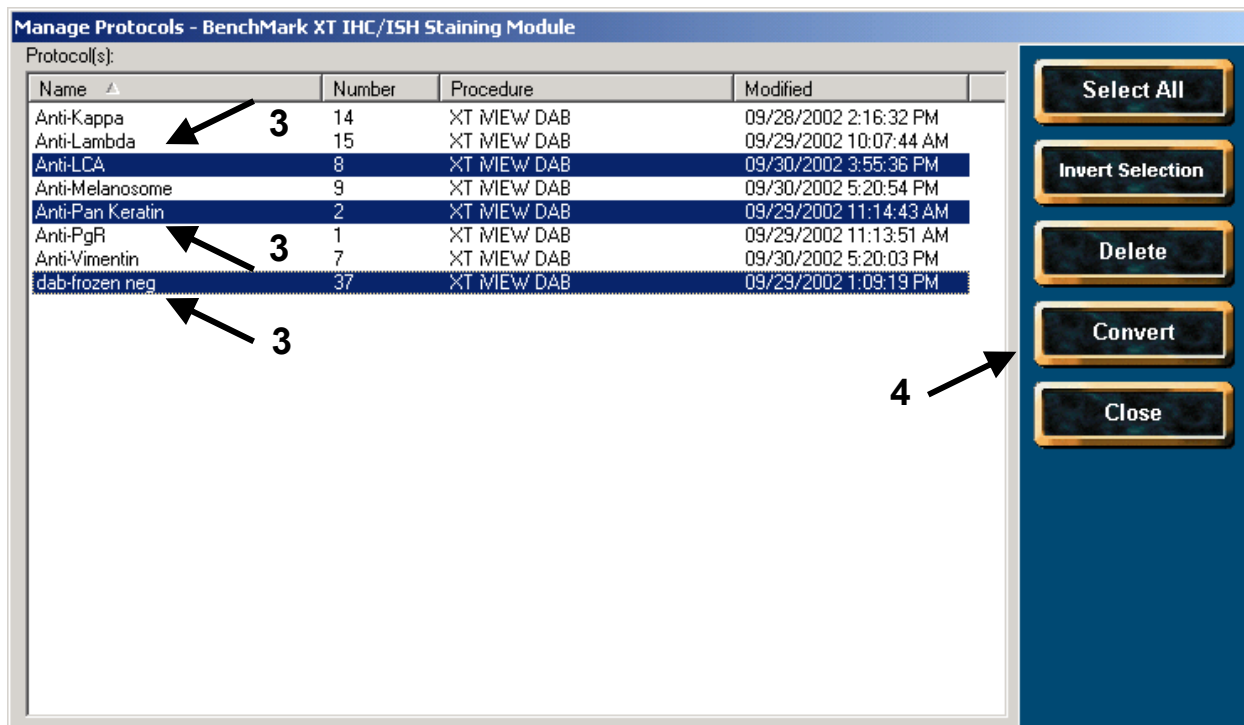 Manage Protocols - BenchMark XT IHC/ISH Staining Module
Protocol(s):
Name Number Procedure Modified
Anti-Kappa 14 XT iVIEW DAB 09/28/2002 2:16:32 PM
Anti-Lambda 15 XT iVIEW DAB 09/29/2002 10:07:44 AM
Anti-LCA 8 XT iVIEW DAB 09/30/2002 3:55:36 PM
Anti-Melanosome 9 XT iVIEW DAB 09/30/2002 5:20:54 PM
Anti-Pan Keratin 2 XT iVIEW DAB 09/29/2002 11:14:43 AM
Anti-PgR 1 XT iVIEW DAB 09/29/2002 11:13:51 AM
Anti-Vimentin 7 XT iVIEW DAB 09/30/2002 5:20:03 PM
dab-frozen neg 37 XT iVIEW DAB 09/29/2002 1:09:19 PM
3
3
3
4
Select All
Invert Selection
Delete
Convert
Close